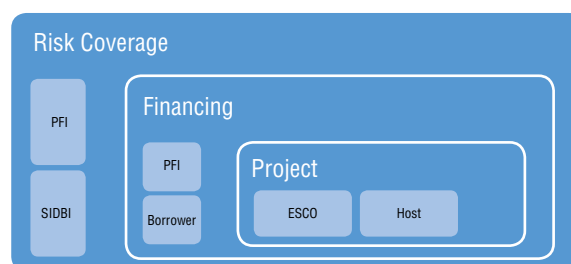 Risk Coverage
PFI
SIDBI
Financing
PFI
Borrower
Project
ESCO
Host